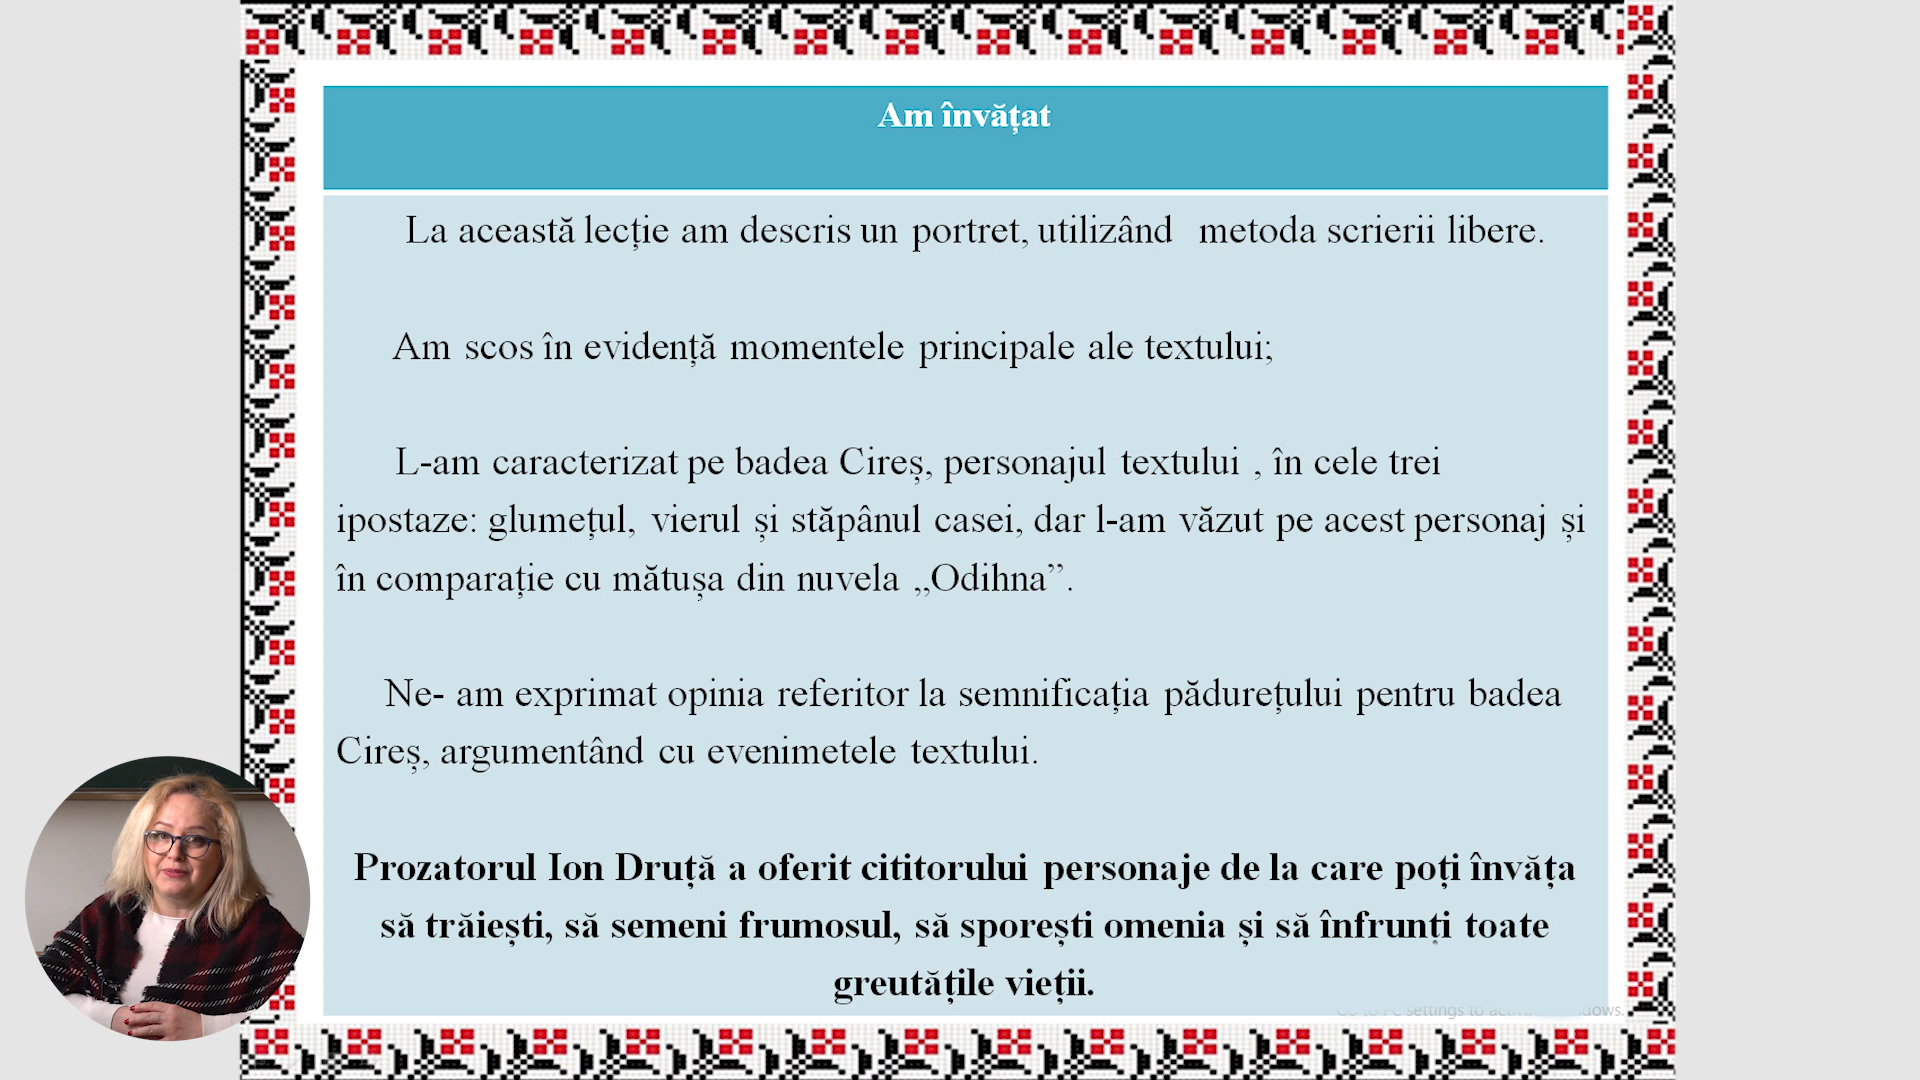 Am învățat
La această lecție am descris un portret, utilizând metoda scrierii libere.
Am scos în evidență momentele principale ale textului;
L-am caracterizat pe badea Cireș, personajul textului , în cele trei
ipostaze: glumețul, vierul și stăpânul casei, dar l-am văzut pe acest personaj și
în comparație cu mătușa din nuvela „Odihna”.
Ne- am exprimat opinia referitor la semnificația pădurețului pentru badea
Cireș, argumentând cu evenimetele textului.
Prozatorul Ion Druță a oferit cititorului personaje de la care poți învăța
să trăiești, să semeni frumosul, să sporești omenia și să înfrunți toate
greutățile vieții.
settings to